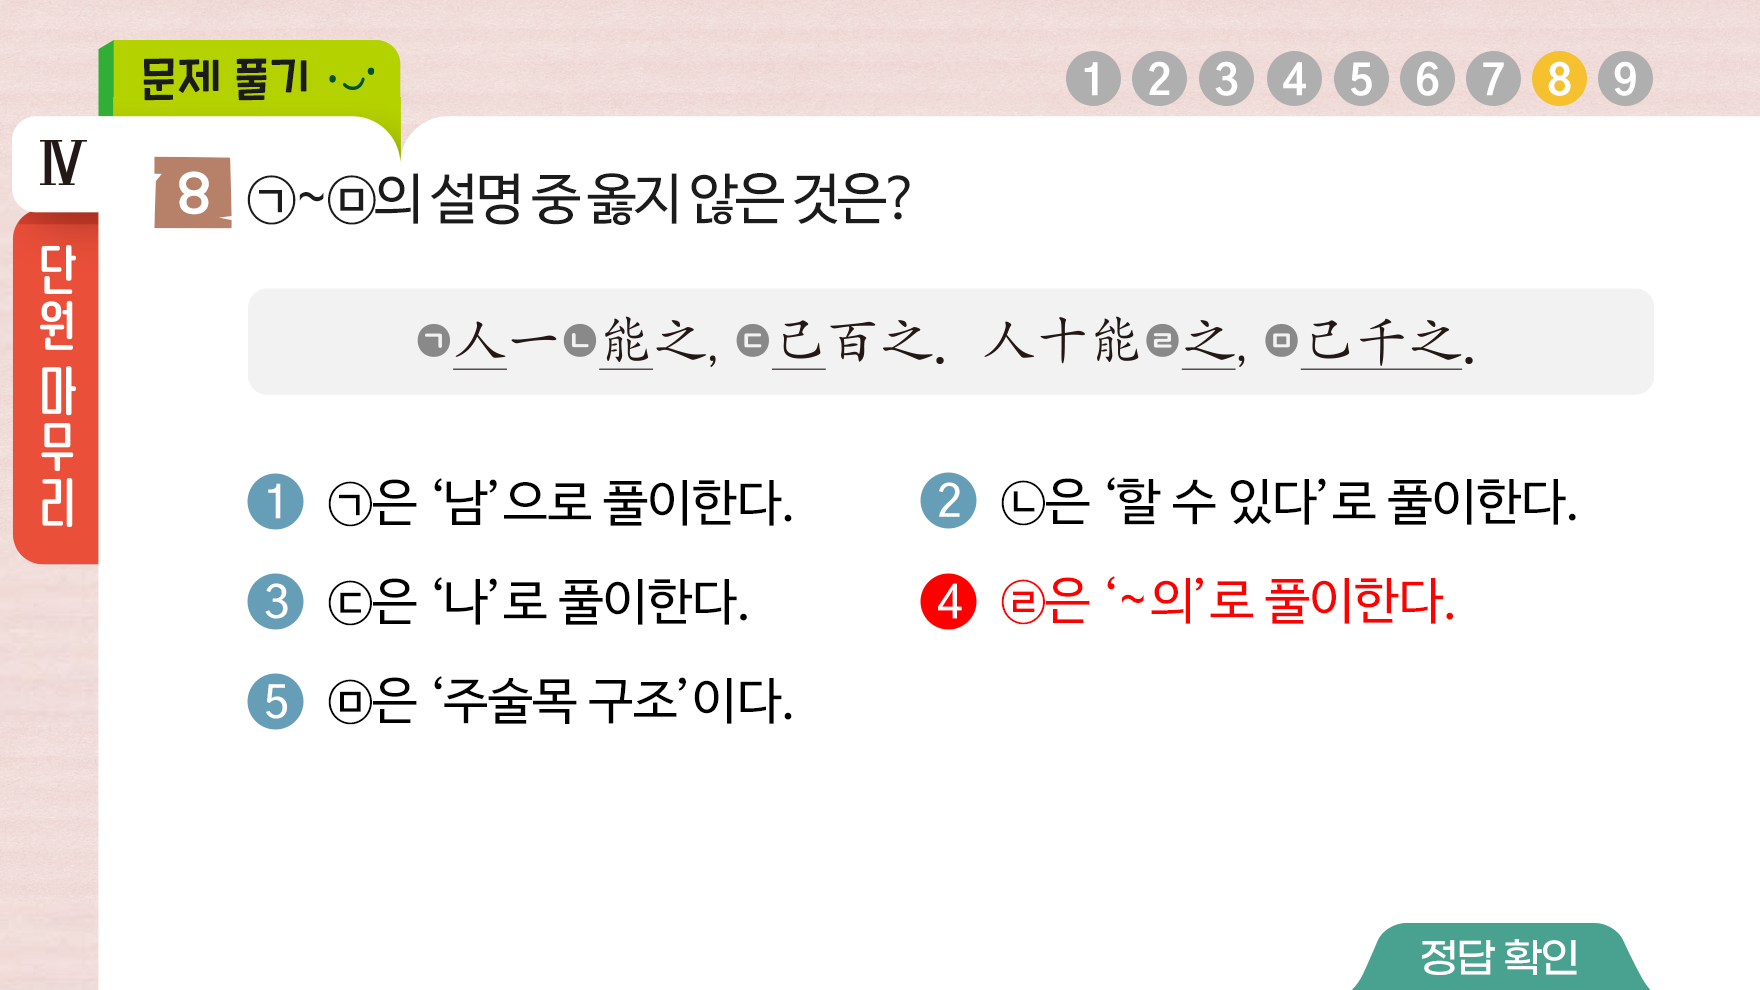 문제 풀기
1 2 3 4 5 6 7 8 9
Ⅳ
단원 마무리
8 ㉠~㉤의 설명 중 옳지 않은 것은?
㉠人一㉡能之, ㉢己百之. 人十能㉣之, ㉤己千之.
1 ㉠은 ‘남’으로 풀이한다.
2 ㉡은 ‘할 수 있다’로 풀이한다.
3 ㉢은 ‘나’로 풀이한다.
4 ㉣은 ‘~의’로 풀이한다.
5 ㉤은 ‘주술목 구조’이다.
정답 확인